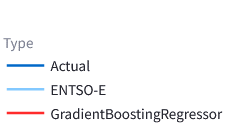 Type
Actual
ENTSO-E
GradientBoostingRegressor